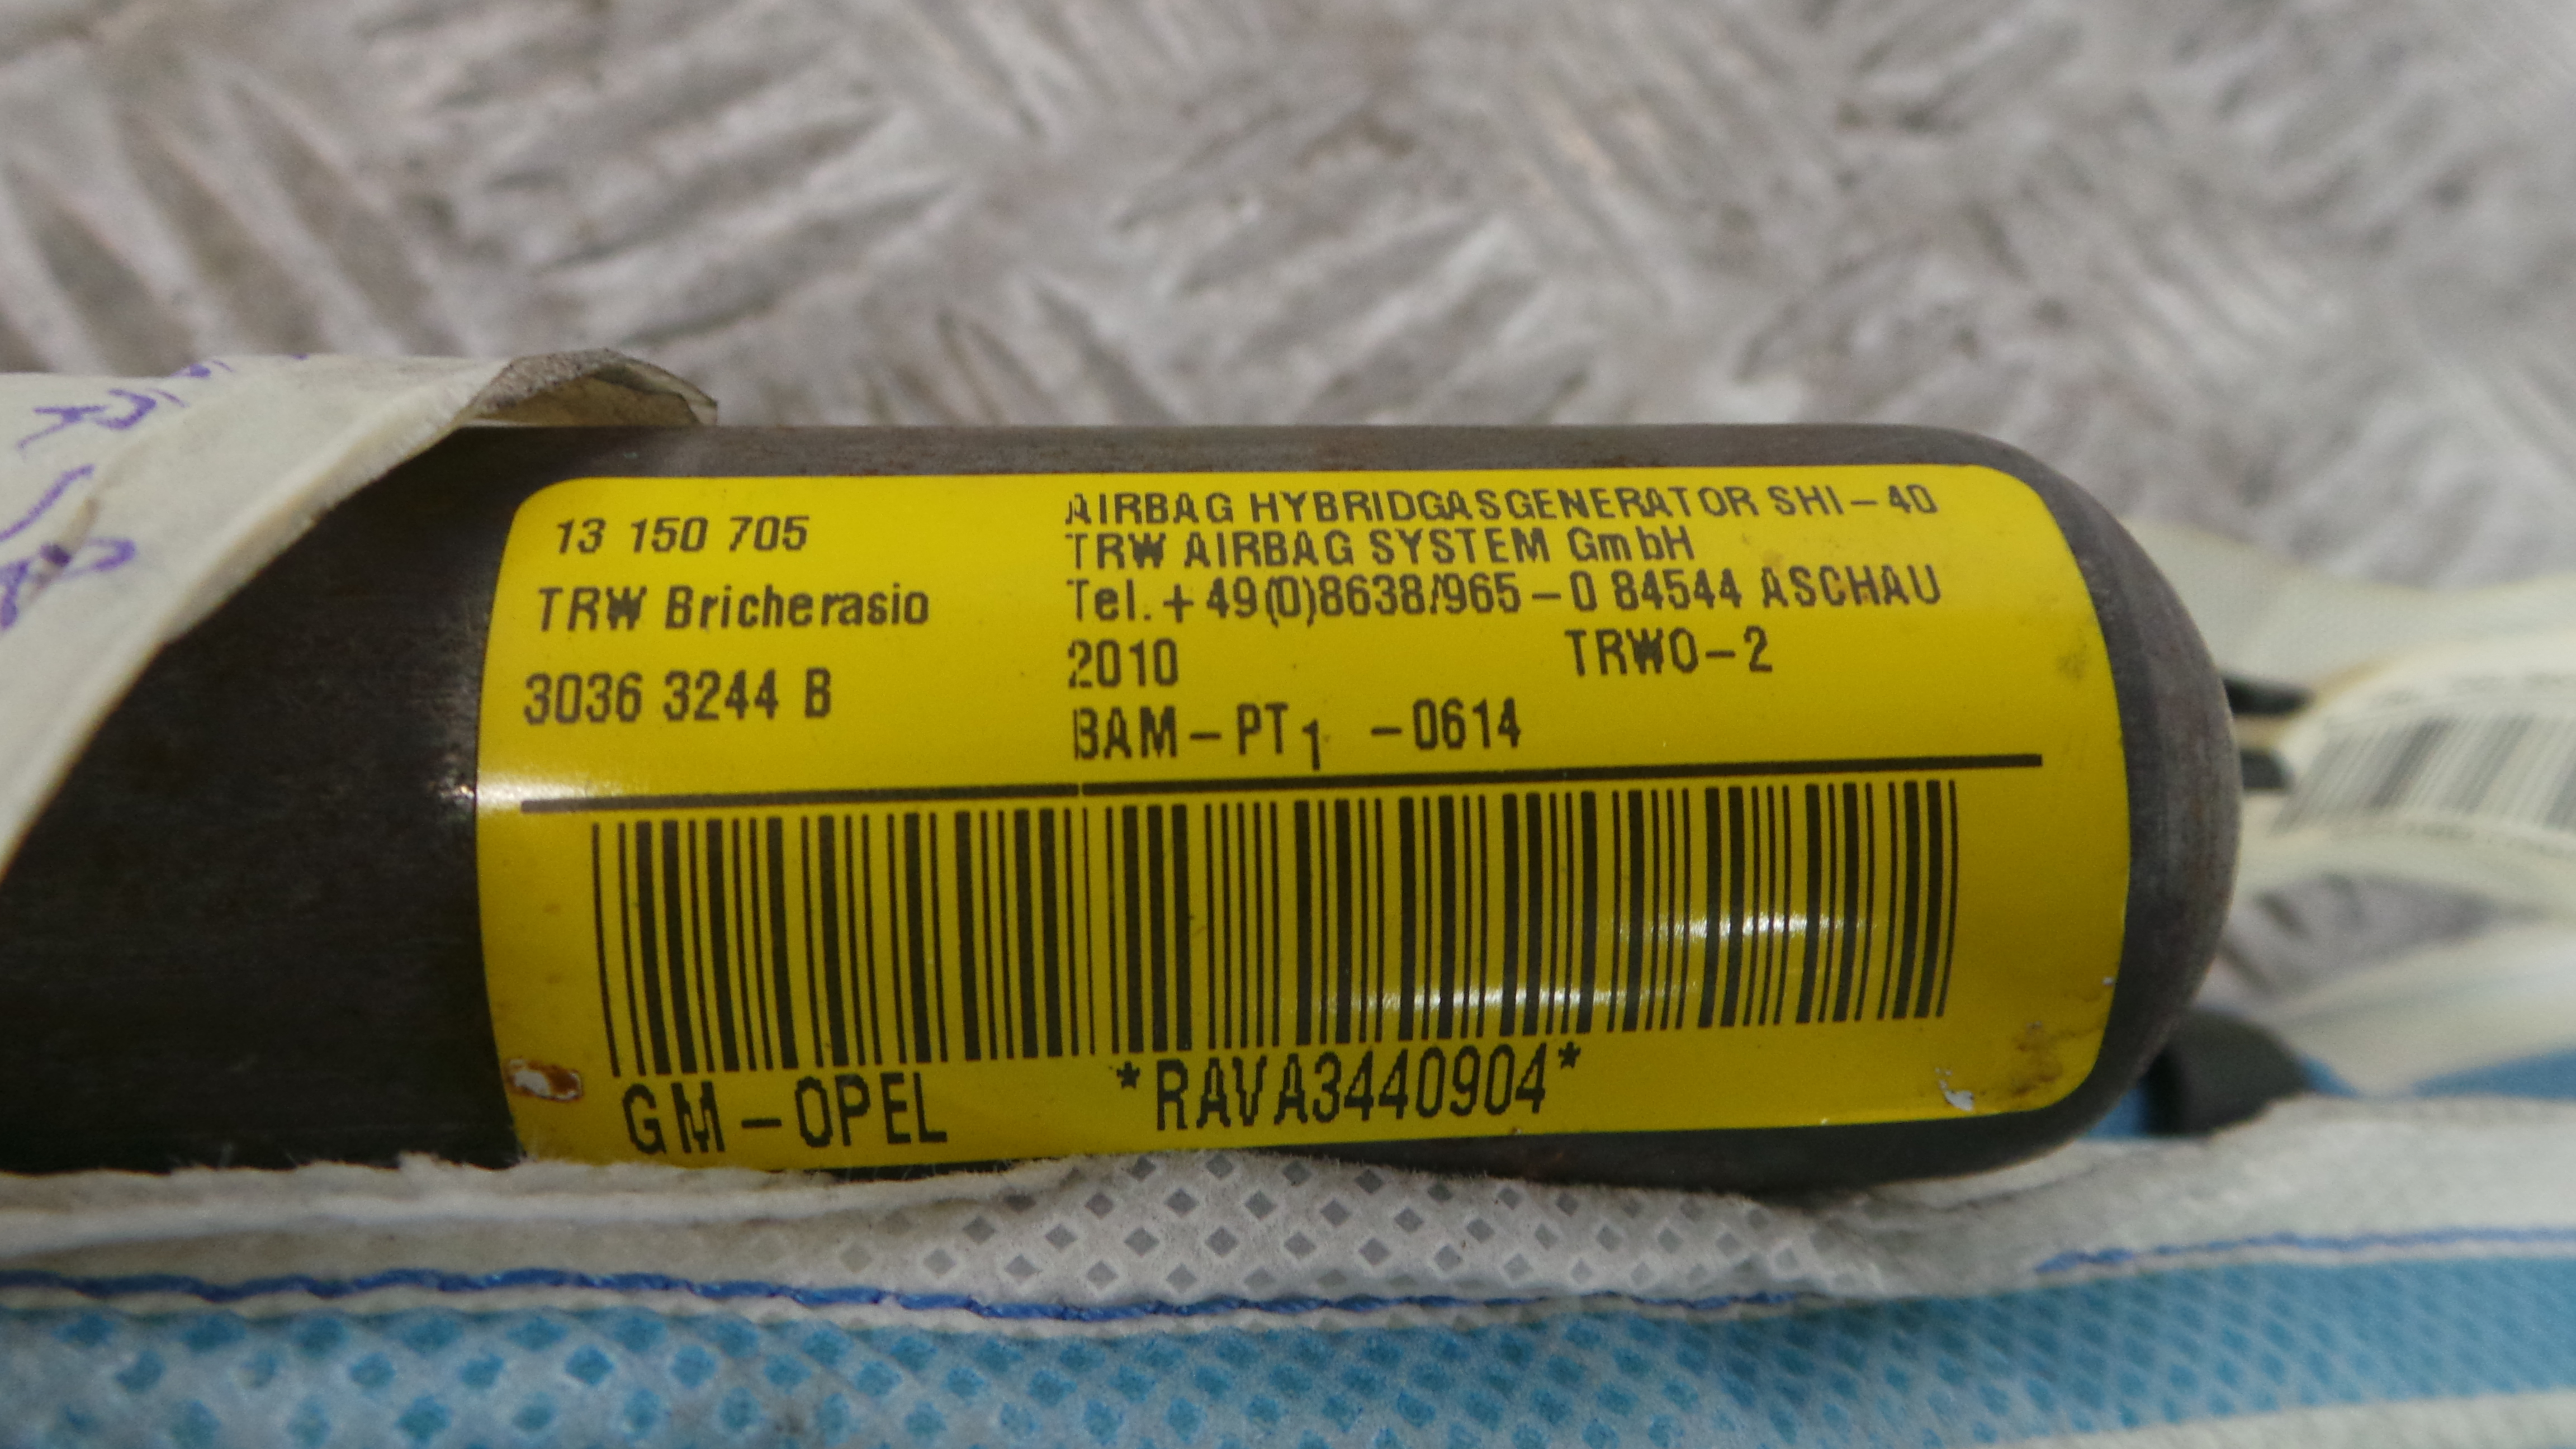 13 150 705
TRW Bricherasio
3036 3244 B
AIRBAG HYBRIDGASGENERATOR SHI-40
TRW AIRBAG SYSTEM GmbH
Tel.+49(0)8638/965-0 84544 ASCHAU
2010 TRWO-2
BAM-PT1 -0614
GM-OPEL *RAVA3440904*